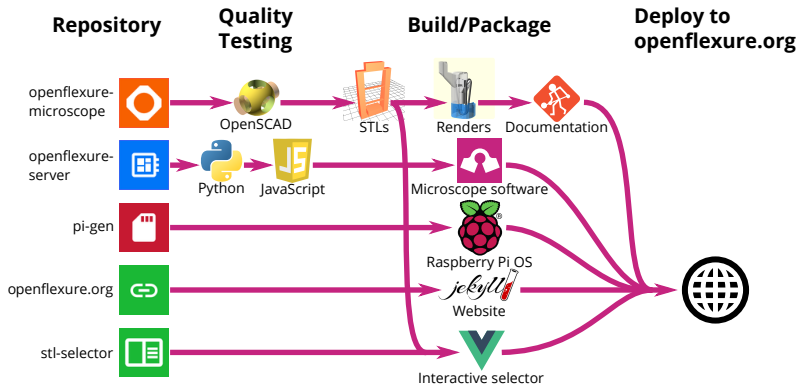 Repository
Quality
Testing
Build/Package
Deploy to
openflexure.org
openflexure-
microscope
OpenSCAD
STLs
Renders
Documentation
openflexure-
server
Python
JS
JavaScript
Microscope software
pi-gen
Raspberry Pi OS
openflexure.org
jekyll
Website
stl-selector
Interactive selector